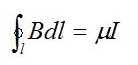 ∮_l Bdl = μI